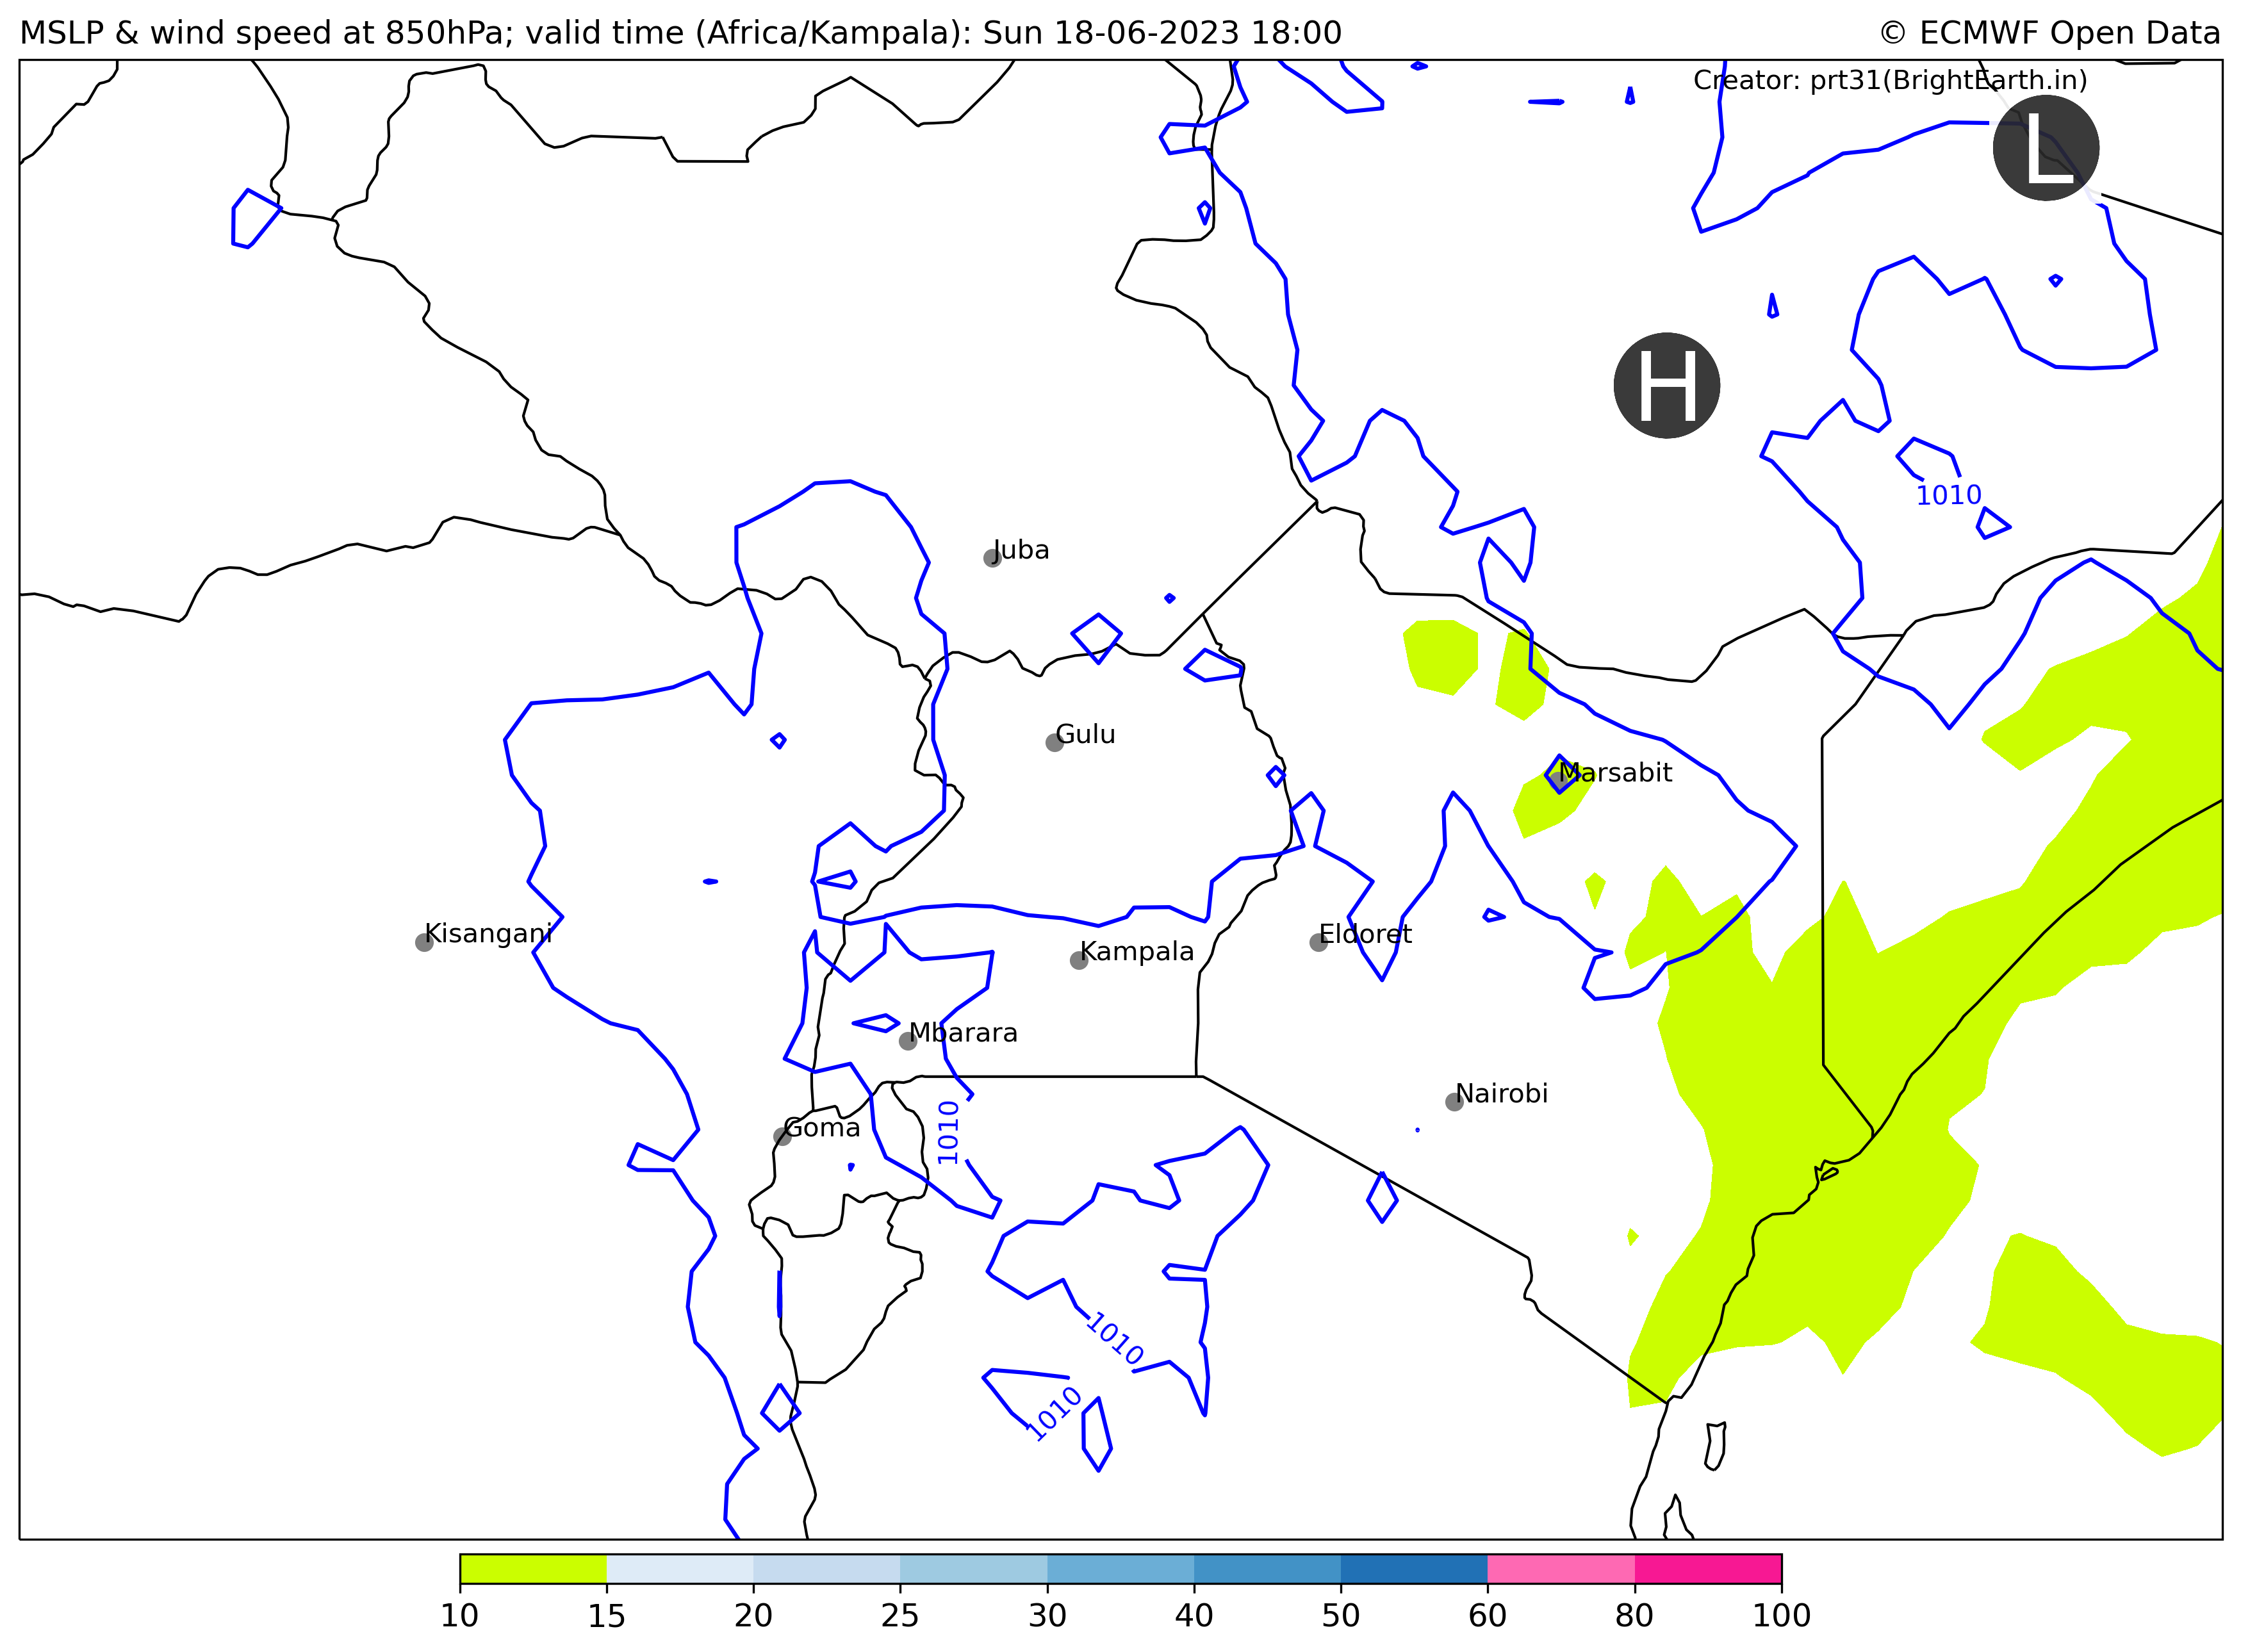 MSLP & wind speed at 850hPa; valid time (Africa/Kampala): Sun 18-06-2023 18:00
© ECMWF Open Data
Creator: prt31(BrightEarth.in)
L
H
1010
Juba
Gulu
Marsabit
Kisangani
Eldoret
Kampala
Mbarara
Nairobi
Goma
1010
1010
1010
10 15 20 25 30 40 50 60 80 100